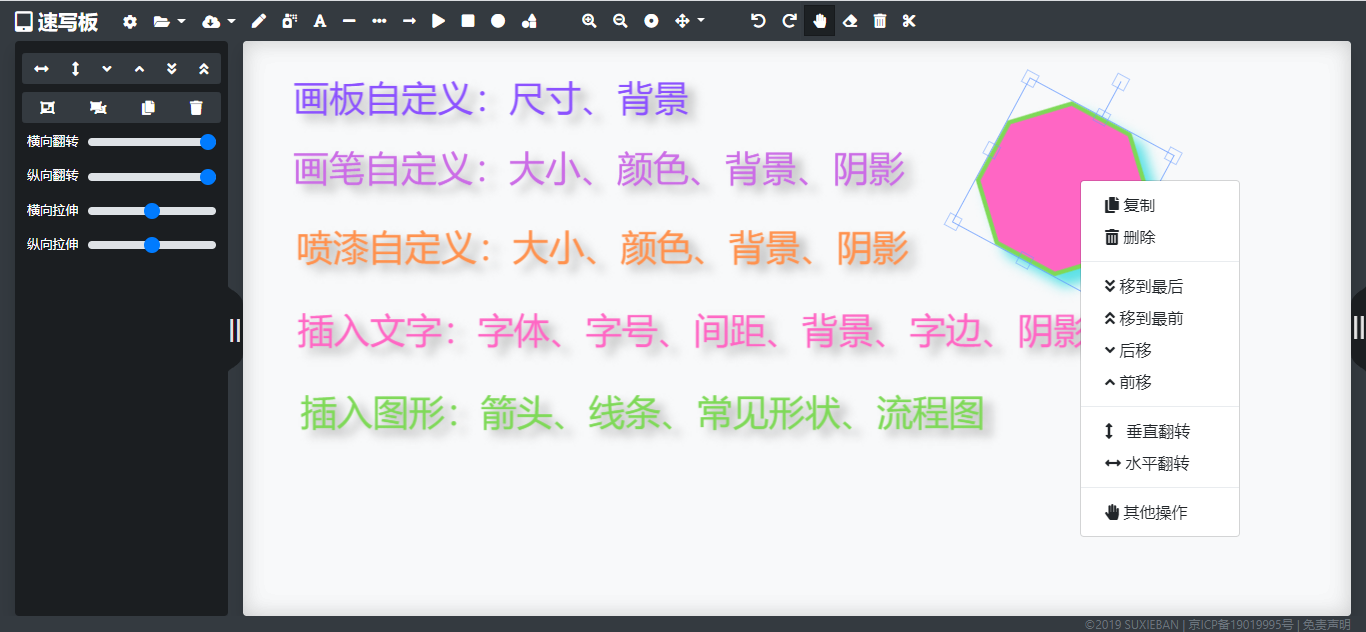 速写板
横向翻转
纵向翻转
横向拉伸
纵向拉伸
画板自定义：尺寸、背景
画笔自定义：大小、颜色、背景、阴影
喷漆自定义：大小、颜色、背景、阴影
插入文字：字体、字号、间距、背景、字边、阴影
插入图形：箭头、线条、常见形状、流程图
复制
删除
移到最后
移到最前
后移
前移
垂直翻转
水平翻转
其他操作
©2019 SUXIEBAN | 京ICP备19019995号 | 免责声明